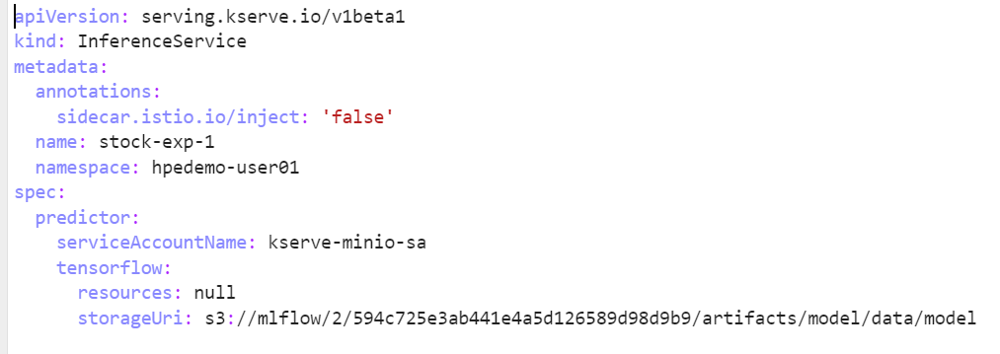 apiVersion: serving.kserve.io/v1beta1
kind: InferenceService
metadata:
  annotations:
    sidecar.istio.io/inject: 'false'
  name: stock-exp-1
  namespace: hpedemo-user01
spec:
  predictor:
    serviceAccountName: kserve-minio-sa
    tensorflow:
      resources: null
      storageUri: s3://mlflow/2/594c725e3ab441e4a5d126589d98d9b9/artifacts/model/data/model